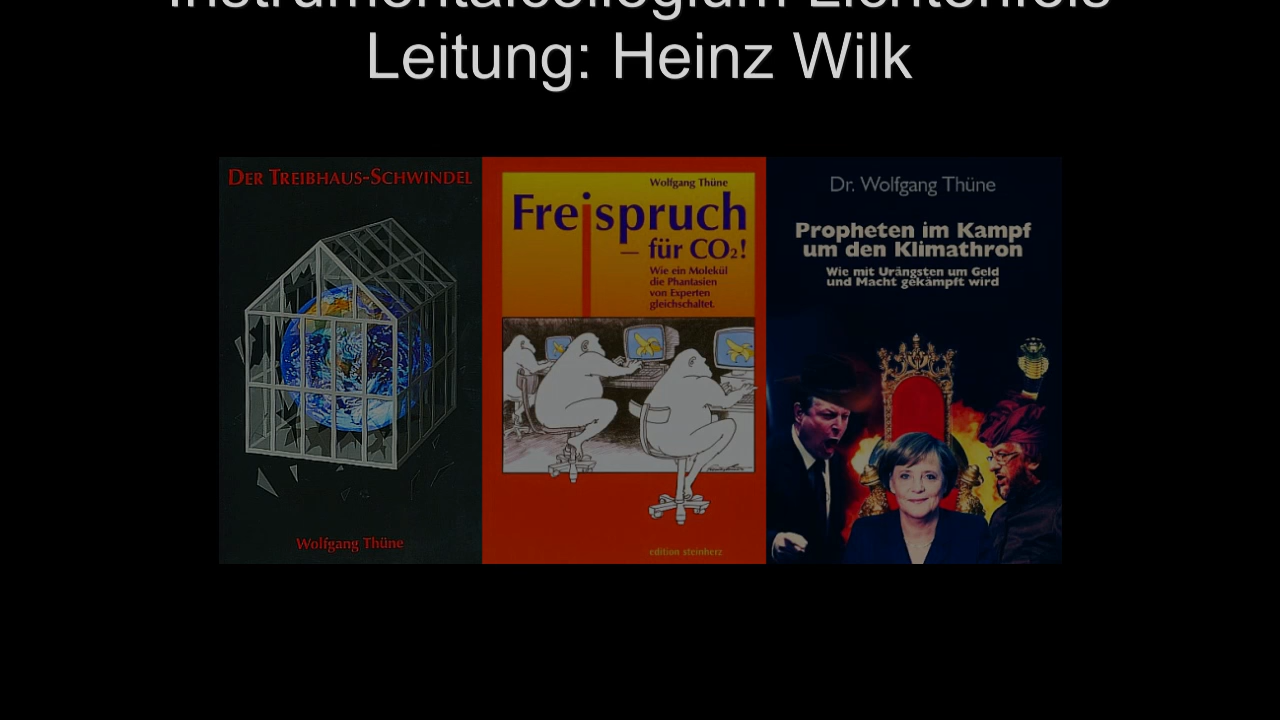 Instrumentalcollegium Lichtenfels
Leitung: Heinz Wilk
DER TREIBHAUS-SCHWINDEL
Wolfgang Thüne
Wolfgang Thüne
Freispruch
– für CO₂!
Wie ein Molekül
die Phantasien
von Experten
gleichschaltet.
edition steinherz
Dr. Wolfgang Thüne
Propheten im Kampf
um den Klimathron
Wie mit Urängsten um Geld
und Macht gekämpft wird